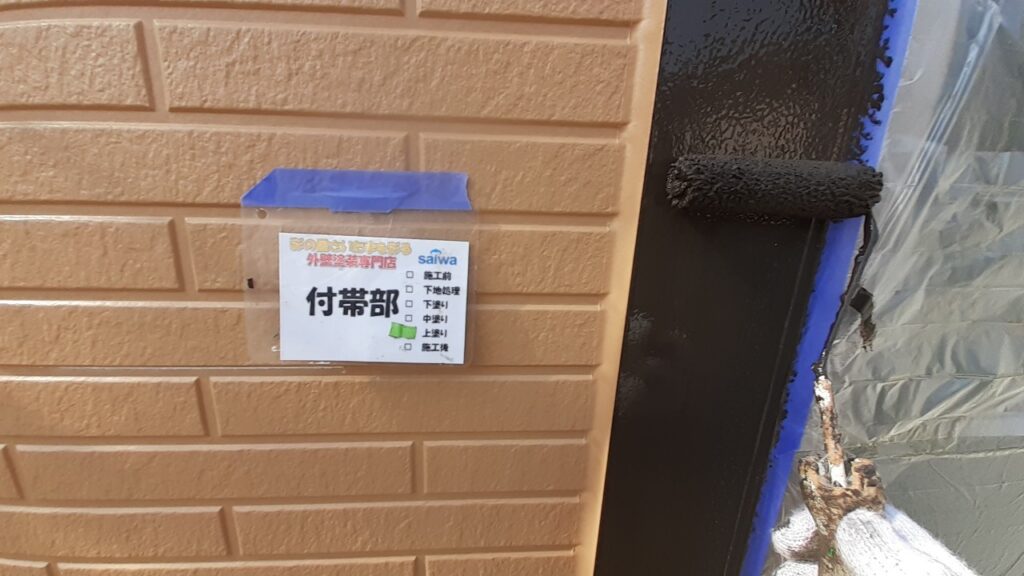 外壁塗装専門店
saiwa
付帯部
□ 施工前
□ 下地処理
□ 下塗り
□ 中塗り
上塗り
□ 施工後